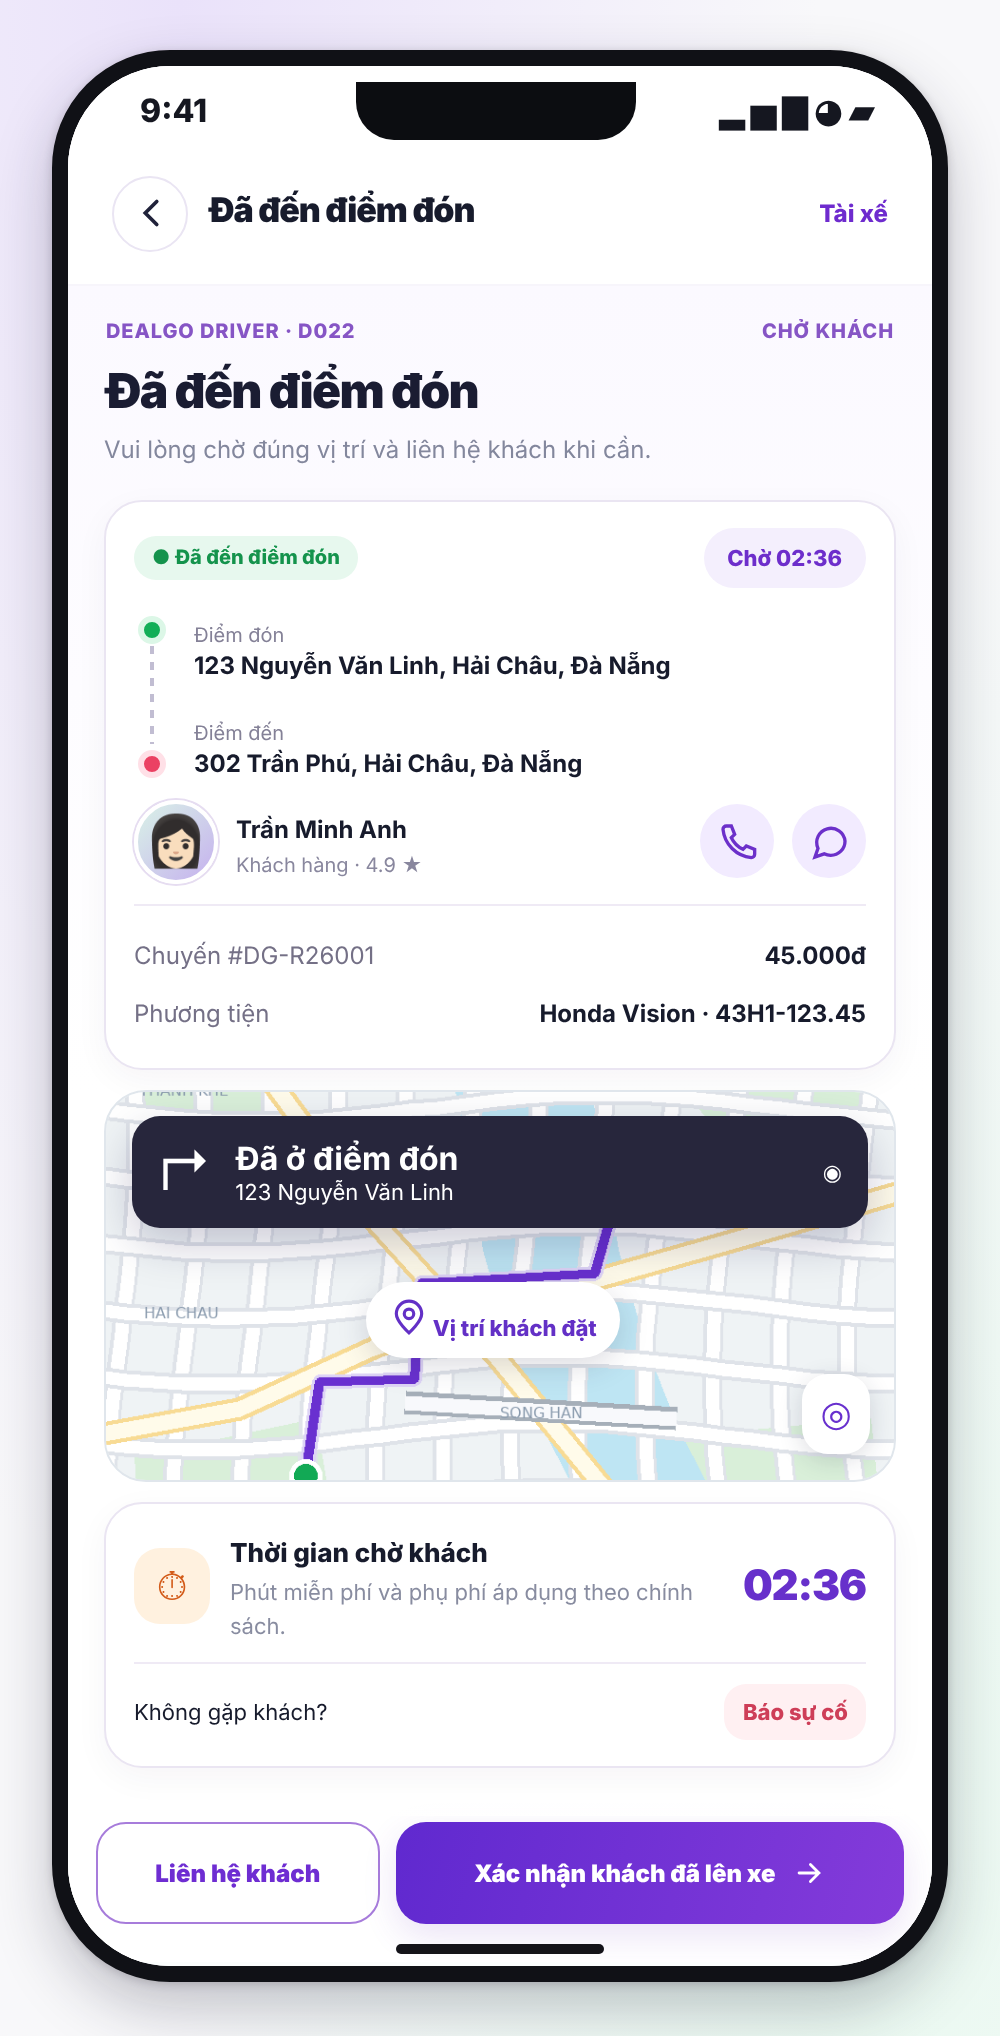 9:41
Đã đến điểm đón
Tài xế
DEALGO DRIVER · D022
CHỞ KHÁCH
Đã đến điểm đón
Vui lòng chờ đúng vị trí và liên hệ khách khi cần.
Đã đến điểm đón
Chờ 02:36
Điểm đón
123 Nguyễn Văn Linh, Hải Châu, Đà Nẵng
Điểm đến
302 Trần Phú, Hải Châu, Đà Nẵng
Trần Minh Anh
Khách hàng · 4.9 ★
Chuyến #DG-R26001
45.000đ
Phương tiện
Honda Vision · 43H1-123.45
Đã ở điểm đón
123 Nguyễn Văn Linh
HAI CHAU
Vị trí khách đặt
SONG HAN
Thời gian chờ khách
Phút miễn phí và phụ phí áp dụng theo chính
sách.
02:36
Không gặp khách?
Báo sự cố
Liên hệ khách
Xác nhận khách đã lên xe →